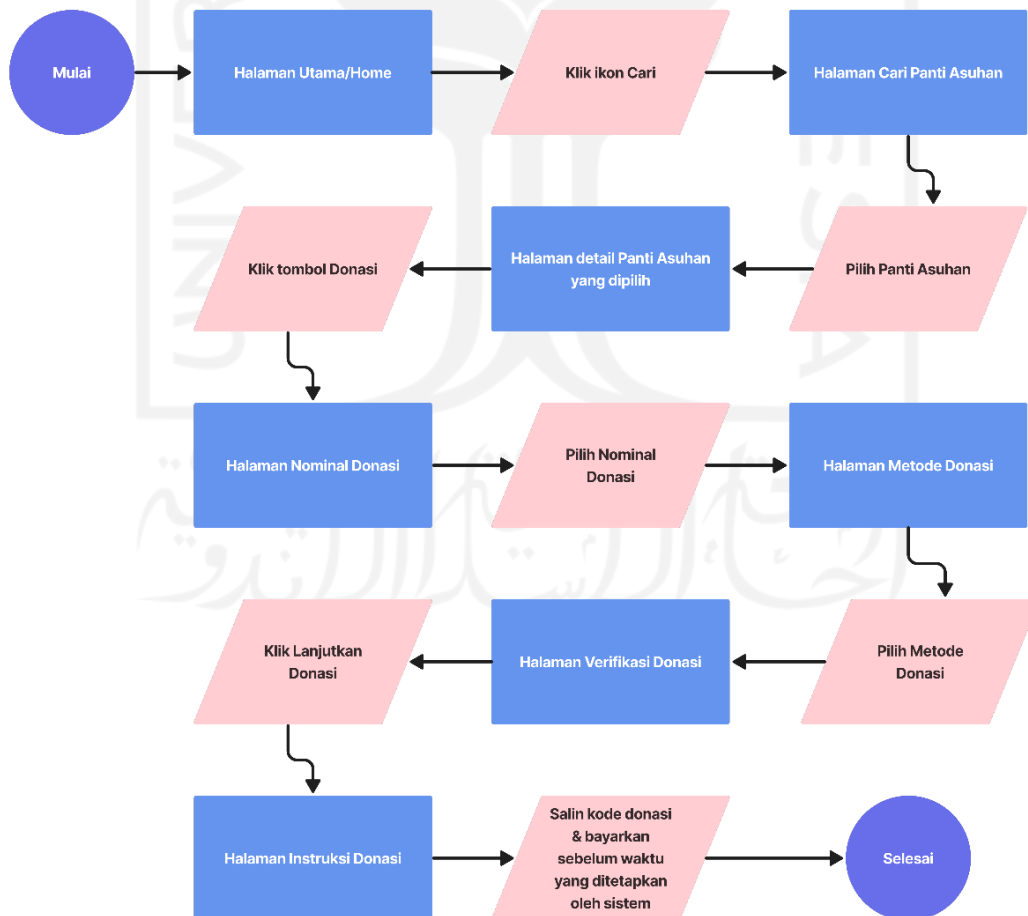 Mulai
Halaman Utama/Home
Klik ikon Cari
Halaman Cari Panti Asuhan
Pilih Panti Asuhan
Halaman detail Panti Asuhan
yang dipilih
Klik tombol Donasi
Halaman Nominal Donasi
Pilih Nominal
Donasi
Halaman Metode Donasi
Pilih Metode
Donasi
Halaman Verifikasi Donasi
Klik Lanjutkan
Donasi
Halaman Instruksi Donasi
Salin kode donasi
& bayarkan
sebelum waktu
yang ditetapkan
oleh sistem
Selesai